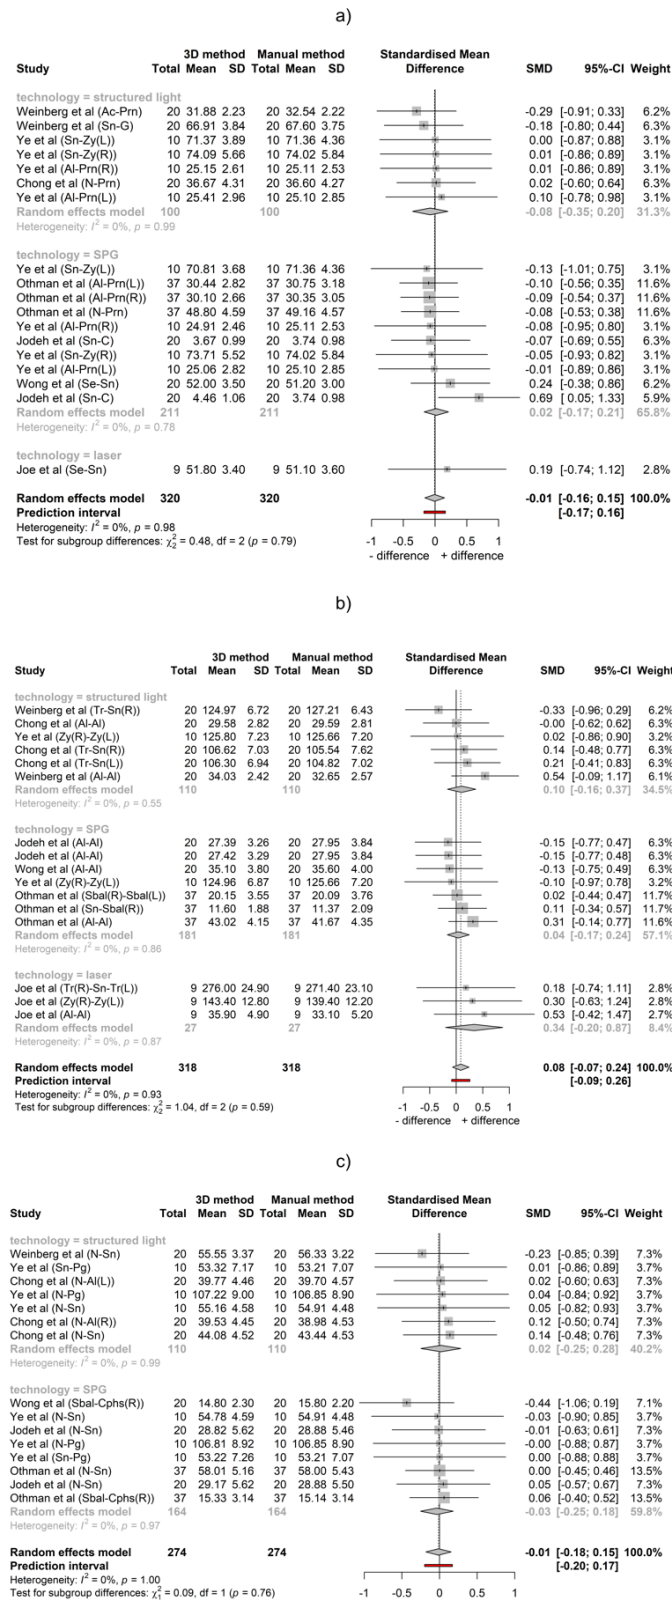 a)
3D method Manual method Standardised Mean
Study Total Mean SD Total Mean SD Difference SMD 95%-CI Weight
technology = structured light
Weinberg et al (Ac-Prn) 20 31.88 2.23 20 32.54 2.22 -0.29 [-0.91; 0.33] 6.2%
Weinberg et al (Sn-G) 20 66.91 3.84 20 67.60 3.75 -0.18 [-0.80; 0.44] 6.2%
Ye et al (Sn-Zy(L)) 10 71.37 3.89 10 71.36 4.36 0.00 [-0.87; 0.88] 3.1%
Ye et al (Sn-Zy(R)) 10 74.09 5.66 10 74.02 5.84 0.01 [-0.86; 0.89] 3.1%
Ye et al (Al-Prn(R)) 10 25.15 2.61 10 25.11 2.53 0.01 [-0.86; 0.89] 3.1%
Chong et al (N-Prn) 20 36.67 4.31 20 36.60 4.27 0.02 [-0.60; 0.64] 6.2%
Ye et al (Al-Prn(L)) 10 25.41 2.96 10 25.10 2.85 0.10 [-0.78; 0.98] 3.1%
Random effects model 100 100 -0.08 [-0.35; 0.20] 31.3%
Heterogeneity: I² = 0%, p = 0.99
technology = SPG
Ye et al (Sn-Zy(L)) 10 70.81 3.68 10 71.36 4.36 -0.13 [-1.01; 0.75] 3.1%
Othman et al (Al-Prn(L)) 37 30.44 2.82 37 30.75 3.18 -0.10 [-0.56; 0.35] 11.6%
Othman et al (Al-Prn(R)) 37 30.10 2.66 37 30.35 3.05 -0.09 [-0.54; 0.37] 11.6%
Othman et al (N-Prn) 37 48.80 4.59 37 49.16 4.57 -0.08 [-0.53; 0.38] 11.6%
Ye et al (Al-Prn(R)) 10 24.91 2.46 10 25.11 2.53 -0.08 [-0.95; 0.80] 3.1%
Jodeh et al (Sn-C) 20 3.67 0.99 20 3.74 0.98 -0.07 [-0.69; 0.55] 6.2%
Ye et al (Sn-Zy(R)) 10 73.71 5.52 10 74.02 5.84 -0.05 [-0.93; 0.82] 3.1%
Ye et al (Al-Prn(L)) 10 25.06 2.82 10 25.10 2.85 -0.01 [-0.89; 0.86] 3.1%
Wong et al (Se-Sn) 20 52.00 3.50 20 51.20 3.00 0.24 [-0.38; 0.86] 6.2%
Jodeh et al (Sn-C) 20 4.46 1.06 20 3.74 0.98 0.69 [ 0.05; 1.33] 5.9%
Random effects model 211 211 0.02 [-0.17; 0.21] 65.8%
Heterogeneity: I² = 0%, p = 0.78
technology = laser
Joe et al (Se-Sn) 9 51.80 3.40 9 51.10 3.60 0.19 [-0.74; 1.12] 2.8%
Random effects model 320 320 -0.01 [-0.16; 0.15] 100.0%
Prediction interval [-0.17; 0.16]
Heterogeneity: I² = 0%, p = 0.98
Test for subgroup differences: χ²₂ = 0.48, df = 2 (p = 0.79)
-1 -0.5 0 0.5 1
- difference + difference
b)
3D method Manual method Standardised Mean
Study Total Mean SD Total Mean SD Difference SMD 95%-CI Weight
technology = structured light
Weinberg et al (Tr-Sn(R)) 20 124.97 6.72 20 127.21 6.43 -0.33 [-0.96; 0.29] 6.2%
Chong et al (Al-Al) 20 29.58 2.82 20 29.59 2.81 -0.00 [-0.62; 0.62] 6.3%
Ye et al (Zy(R)-Zy(L)) 10 125.80 7.23 10 125.66 7.20 0.02 [-0.86; 0.90] 3.2%
Chong et al (Tr-Sn(R)) 20 106.62 7.03 20 105.54 7.62 0.14 [-0.48; 0.77] 6.3%
Chong et al (Tr-Sn(L)) 20 106.30 6.94 20 104.82 7.02 0.21 [-0.41; 0.83] 6.3%
Weinberg et al (Al-Al) 20 34.03 2.42 20 32.65 2.57 0.54 [-0.09; 1.17] 6.1%
Random effects model 110 110 0.10 [-0.16; 0.37] 34.5%
Heterogeneity: I² = 0%, p = 0.55
technology = SPG
Jodeh et al (Al-Al) 20 27.39 3.26 20 27.95 3.84 -0.15 [-0.77; 0.47] 6.3%
Jodeh et al (Al-Al) 20 27.42 3.29 20 27.95 3.84 -0.15 [-0.77; 0.48] 6.3%
Wong et al (Al-Al) 20 35.10 3.80 20 35.60 4.00 -0.13 [-0.75; 0.49] 6.3%
Ye et al (Zy(R)-Zy(L)) 10 124.96 6.87 10 125.66 7.20 -0.10 [-0.97; 0.78] 3.2%
Othman et al (Sbal(R)-Sbal(L)) 37 20.15 3.55 37 20.09 3.76 0.02 [-0.44; 0.47] 11.7%
Othman et al (Sn-Sbal(R)) 37 11.60 1.88 37 11.37 2.09 0.11 [-0.34; 0.57] 11.7%
Othman et al (Al-Al) 37 43.02 4.15 37 41.67 4.35 0.31 [-0.14; 0.77] 11.6%
Random effects model 181 181 0.04 [-0.17; 0.24] 57.1%
Heterogeneity: I² = 0%, p = 0.86
technology = laser
Joe et al (Tr(R)-Sn-Tr(L)) 9 276.00 24.90 9 271.40 23.10 0.18 [-0.74; 1.11] 2.8%
Joe et al (Zy(R)-Zy(L)) 9 143.40 12.80 9 139.40 12.20 0.30 [-0.63; 1.24] 2.8%
Joe et al (Al-Al) 9 35.90 4.90 9 33.10 5.20 0.53 [-0.42; 1.47] 2.7%
Random effects model 27 27 0.34 [-0.20; 0.87] 8.4%
Heterogeneity: I² = 0%, p = 0.87
Random effects model 318 318 0.08 [-0.07; 0.24] 100.0%
Prediction interval [-0.09; 0.26]
Heterogeneity: I² = 0%, p = 0.93
Test for subgroup differences: χ²₂ = 1.04, df = 2 (p = 0.59)
-1 -0.5 0 0.5 1
- difference + difference
c)
3D method Manual method Standardised Mean
Study Total Mean SD Total Mean SD Difference SMD 95%-CI Weight
technology = structured light
Weinberg et al (N-Sn) 20 55.55 3.37 20 56.33 3.22 -0.23 [-0.85; 0.39] 7.3%
Ye et al (Sn-Pg) 10 53.32 7.17 10 53.21 7.07 0.01 [-0.86; 0.89] 3.7%
Chong et al (N-Al(L)) 20 39.77 4.46 20 39.70 4.57 0.02 [-0.60; 0.63] 7.3%
Ye et al (N-Pg) 10 107.22 9.00 10 106.85 8.90 0.04 [-0.84; 0.92] 3.7%
Ye et al (N-Sn) 10 55.16 4.58 10 54.91 4.48 0.05 [-0.82; 0.93] 3.7%
Chong et al (N-Al(R)) 20 39.53 4.45 20 38.98 4.53 0.12 [-0.50; 0.74] 7.3%
Chong et al (N-Sn) 20 44.08 4.52 20 43.44 4.53 0.14 [-0.48; 0.76] 7.3%
Random effects model 110 110 0.02 [-0.25; 0.28] 40.2%
Heterogeneity: I² = 0%, p = 0.99
technology = SPG
Wong et al (Sbal-Cphs(R)) 20 14.80 2.30 20 15.80 2.20 -0.44 [-1.06; 0.19] 7.1%
Ye et al (N-Sn) 10 54.78 4.59 10 54.91 4.48 -0.03 [-0.90; 0.85] 3.7%
Jodeh et al (N-Sn) 20 28.82 5.62 20 28.88 5.46 -0.01 [-0.63; 0.61] 7.3%
Ye et al (N-Pg) 10 106.81 8.92 10 106.85 8.90 -0.00 [-0.88; 0.87] 3.7%
Ye et al (Sn-Pg) 10 53.22 7.26 10 53.21 7.07 0.00 [-0.88; 0.88] 3.7%
Othman et al (N-Sn) 37 58.01 5.16 37 58.00 5.43 0.00 [-0.45; 0.46] 13.5%
Jodeh et al (N-Sn) 20 29.17 5.62 20 28.88 5.50 0.05 [-0.57; 0.67] 7.3%
Othman et al (Sbal-Cphs(R)) 37 15.33 3.14 37 15.14 3.14 0.06 [-0.40; 0.52] 13.5%
Random effects model 164 164 -0.03 [-0.25; 0.18] 59.8%
Heterogeneity: I² = 0%, p = 0.97
Random effects model 274 274 -0.01 [-0.18; 0.15] 100.0%
Prediction interval [-0.20; 0.17]
Heterogeneity: I² = 0%, p = 1.00
Test for subgroup differences: χ²₁ = 0.09, df = 1 (p = 0.76)
-1 -0.5 0 0.5 1
- difference + difference